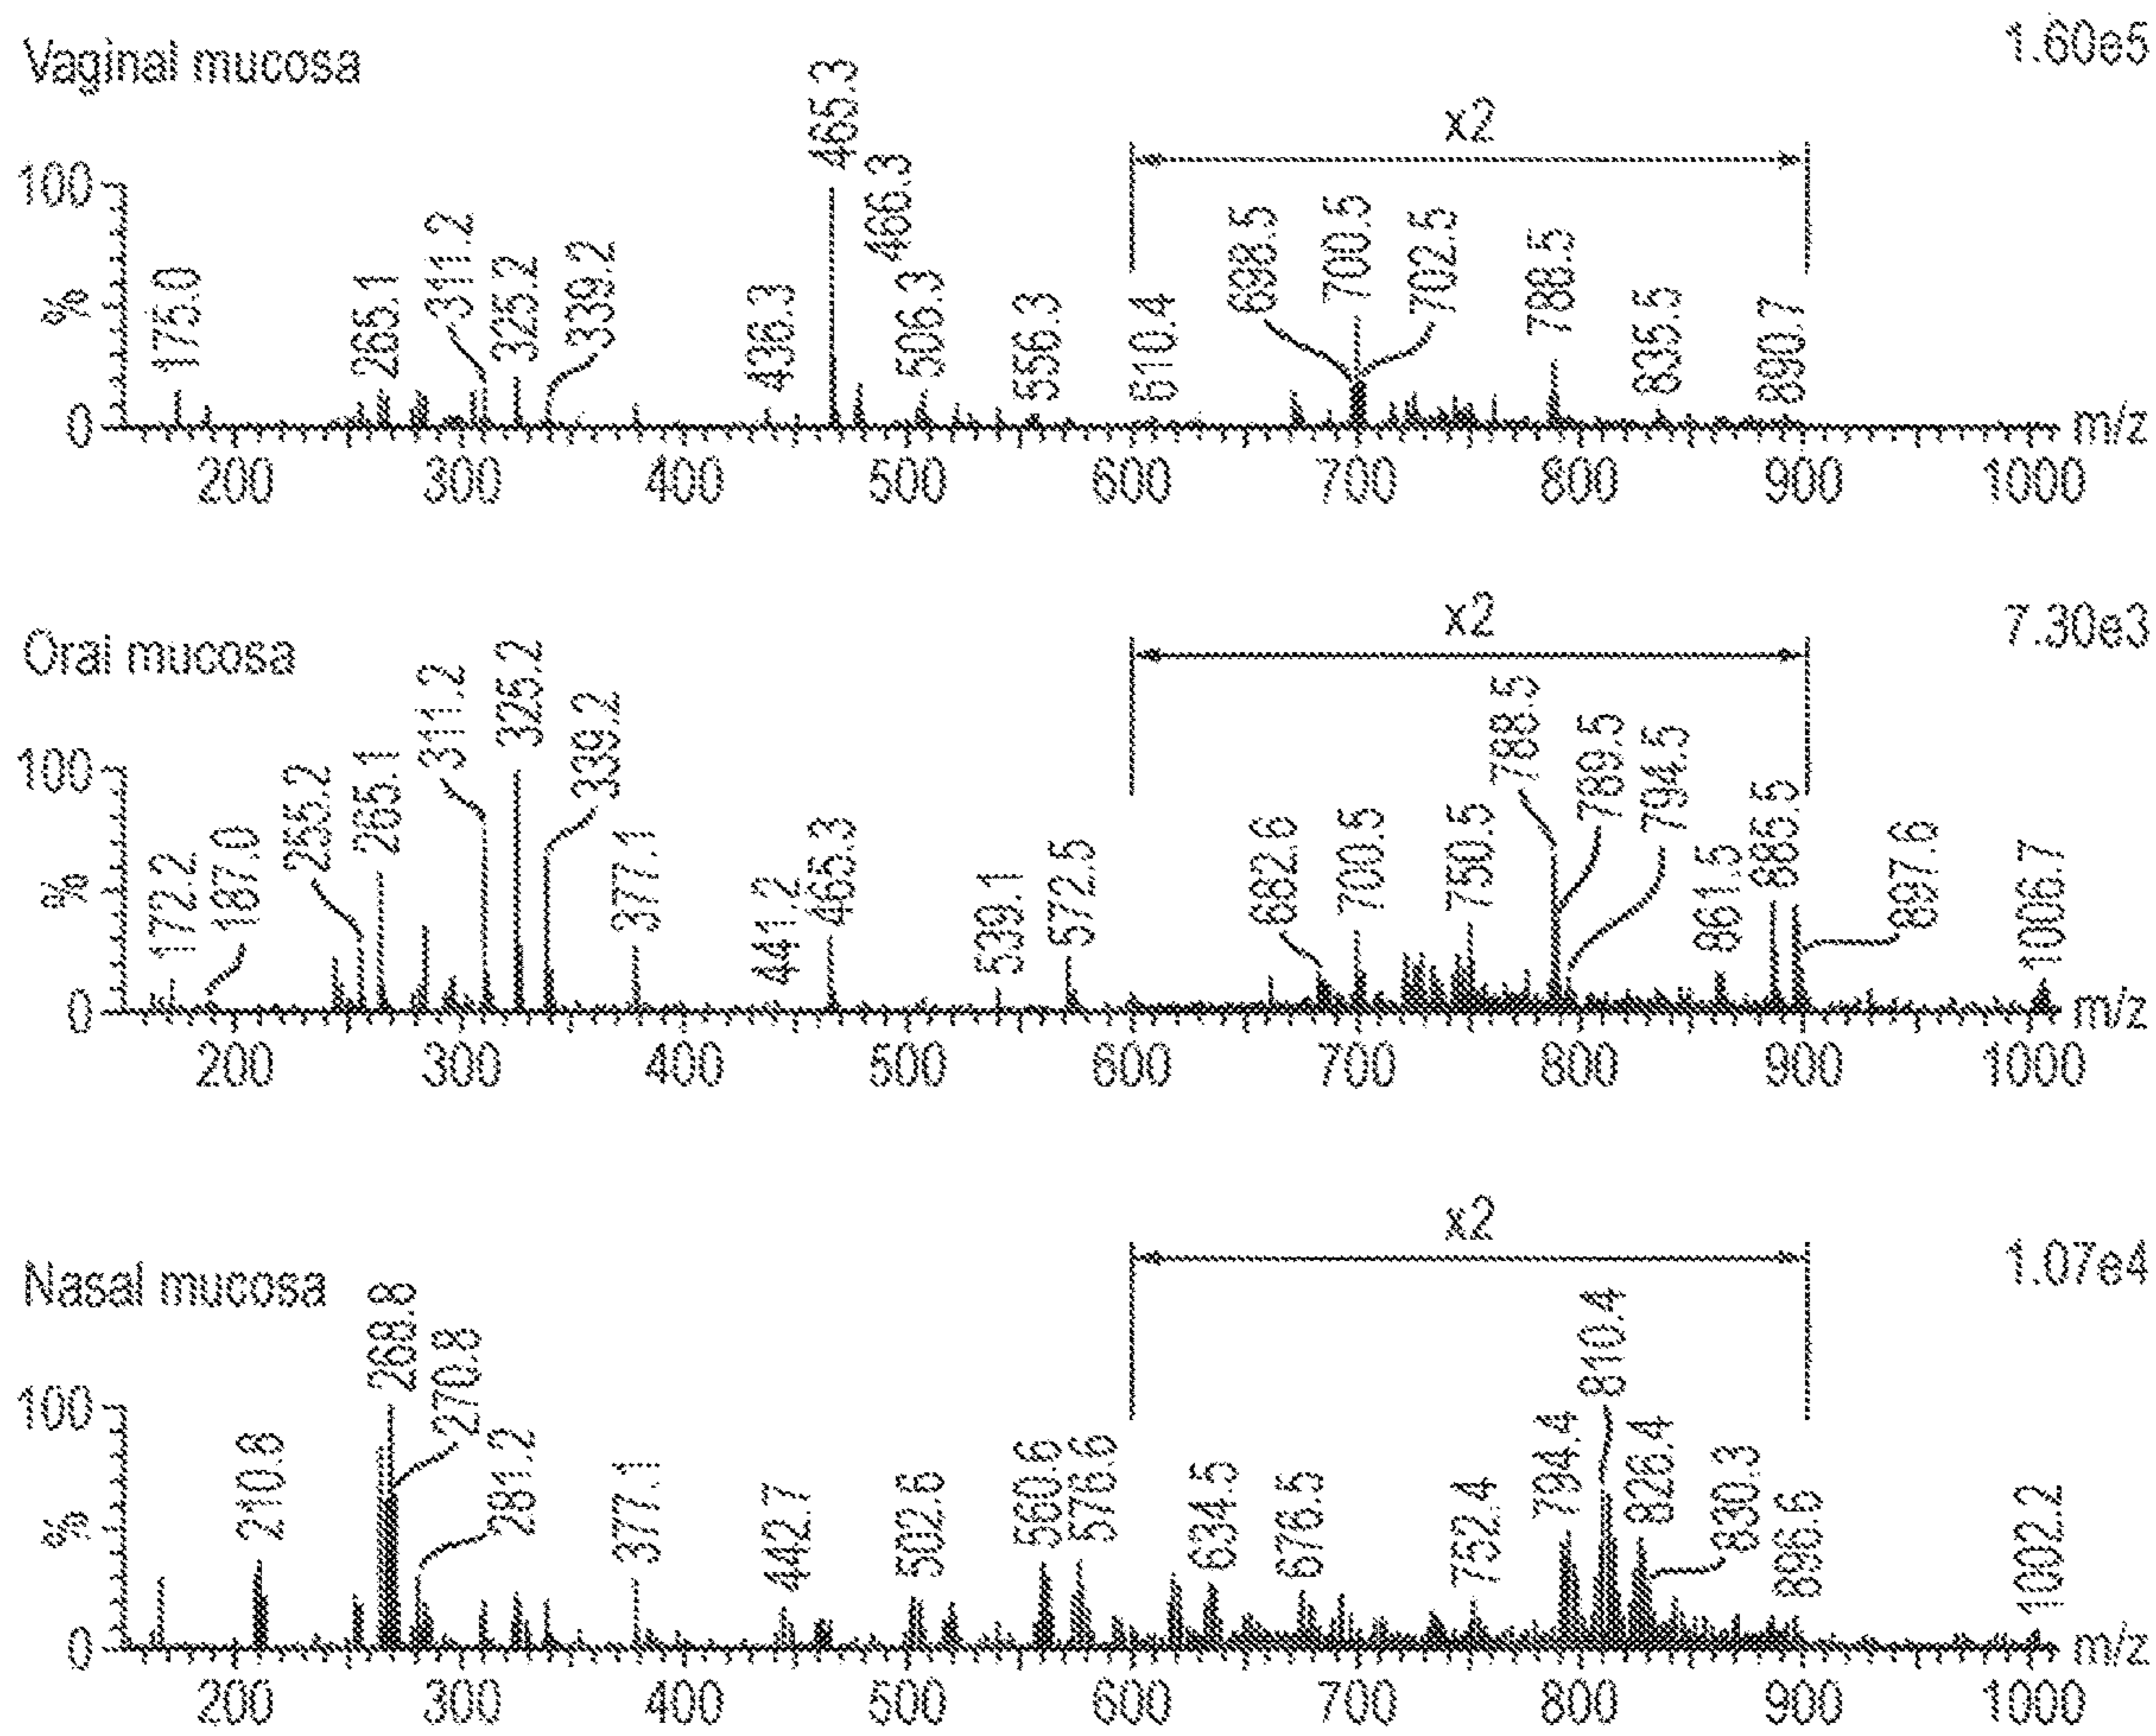 Vaginal mucosa 1.60e5
x2
100
%
0
175.0 265.1 311.2 325.2 339.2 436.3 465.3 466.3 506.3 556.3 610.4 698.5 700.5 702.5 788.5 835.5 890.7
200 300 400 500 600 700 800 900 1000 m/z
Oral mucosa 7.30e3
x2
100
%
0
172.2 187.0 255.2 265.1 311.2 325.2 339.2 377.1 441.2 465.3 539.1 572.5 682.6 700.5 750.5 788.5 789.5 794.5 861.5 885.5 897.6 1006.7
200 300 400 500 600 700 800 900 1000 m/z
Nasal mucosa 1.07e4
x2
100
%
0
210.8 268.8 270.8 281.2 377.1 442.7 502.6 560.6 576.6 634.5 676.5 752.4 794.4 810.4 826.4 830.3 896.6 1002.2
200 300 400 500 600 700 800 900 1000 m/z